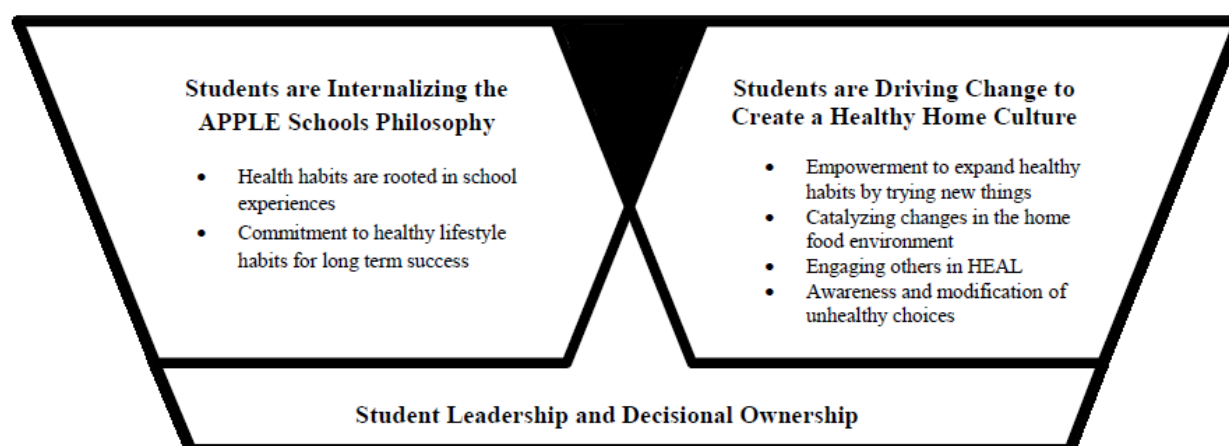 Students are Internalizing the
APPLE Schools Philosophy
• Health habits are rooted in school
experiences
• Commitment to healthy lifestyle
habits for long term success
Students are Driving Change to
Create a Healthy Home Culture
• Empowerment to expand healthy
habits by trying new things
• Catalyzing changes in the home
food environment
• Engaging others in HEAL
• Awareness and modification of
unhealthy choices
Student Leadership and Decisional Ownership